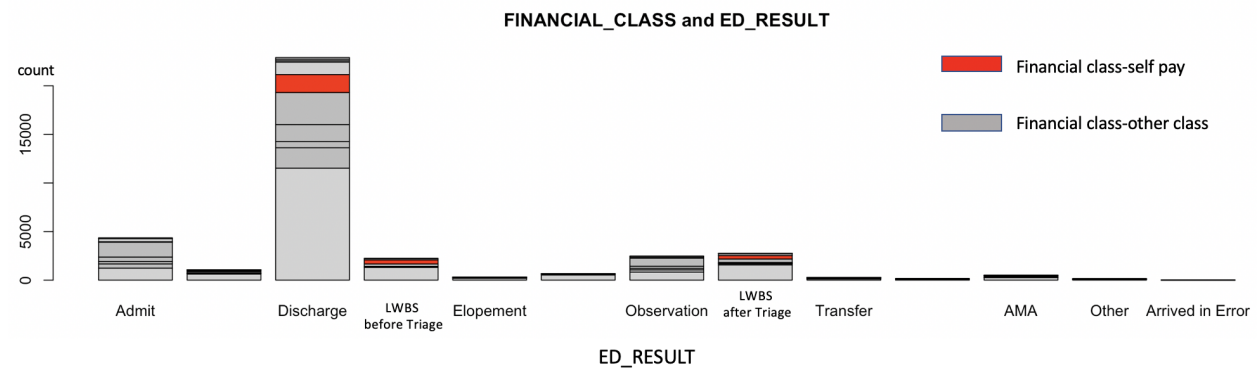 FINANCIAL_CLASS and ED_RESULT
count
Financial class-self pay
Financial class-other class
15000
5000
0
Admit
Discharge
LWBS
before Triage
Elopement
Observation
LWBS
after Triage
Transfer
AMA
Other
Arrived in Error
ED_RESULT